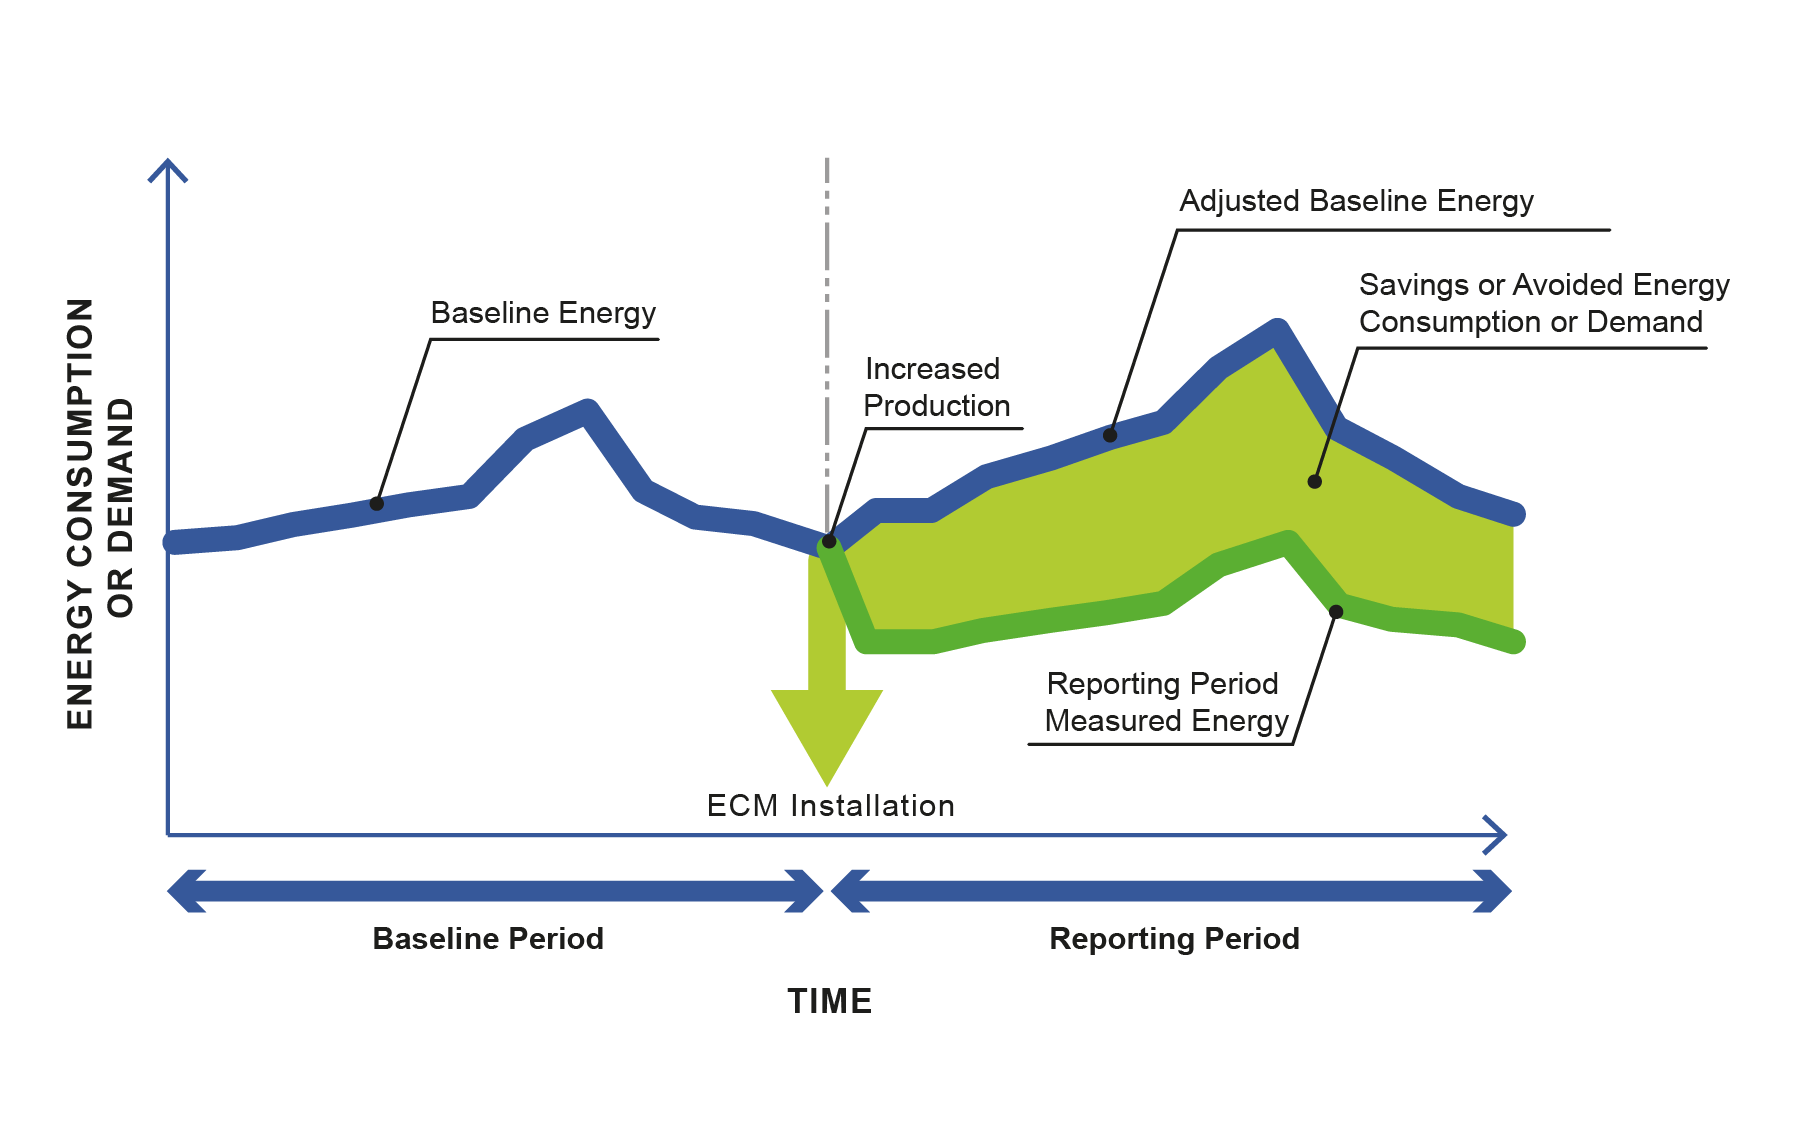 Adjusted Baseline Energy
Savings or Avoided Energy
Consumption or Demand
Baseline Energy
Increased
Production
ENERGY CONSUMPTION
OR DEMAND
Reporting Period
Measured Energy
ECM Installation
Baseline Period
Reporting Period
TIME